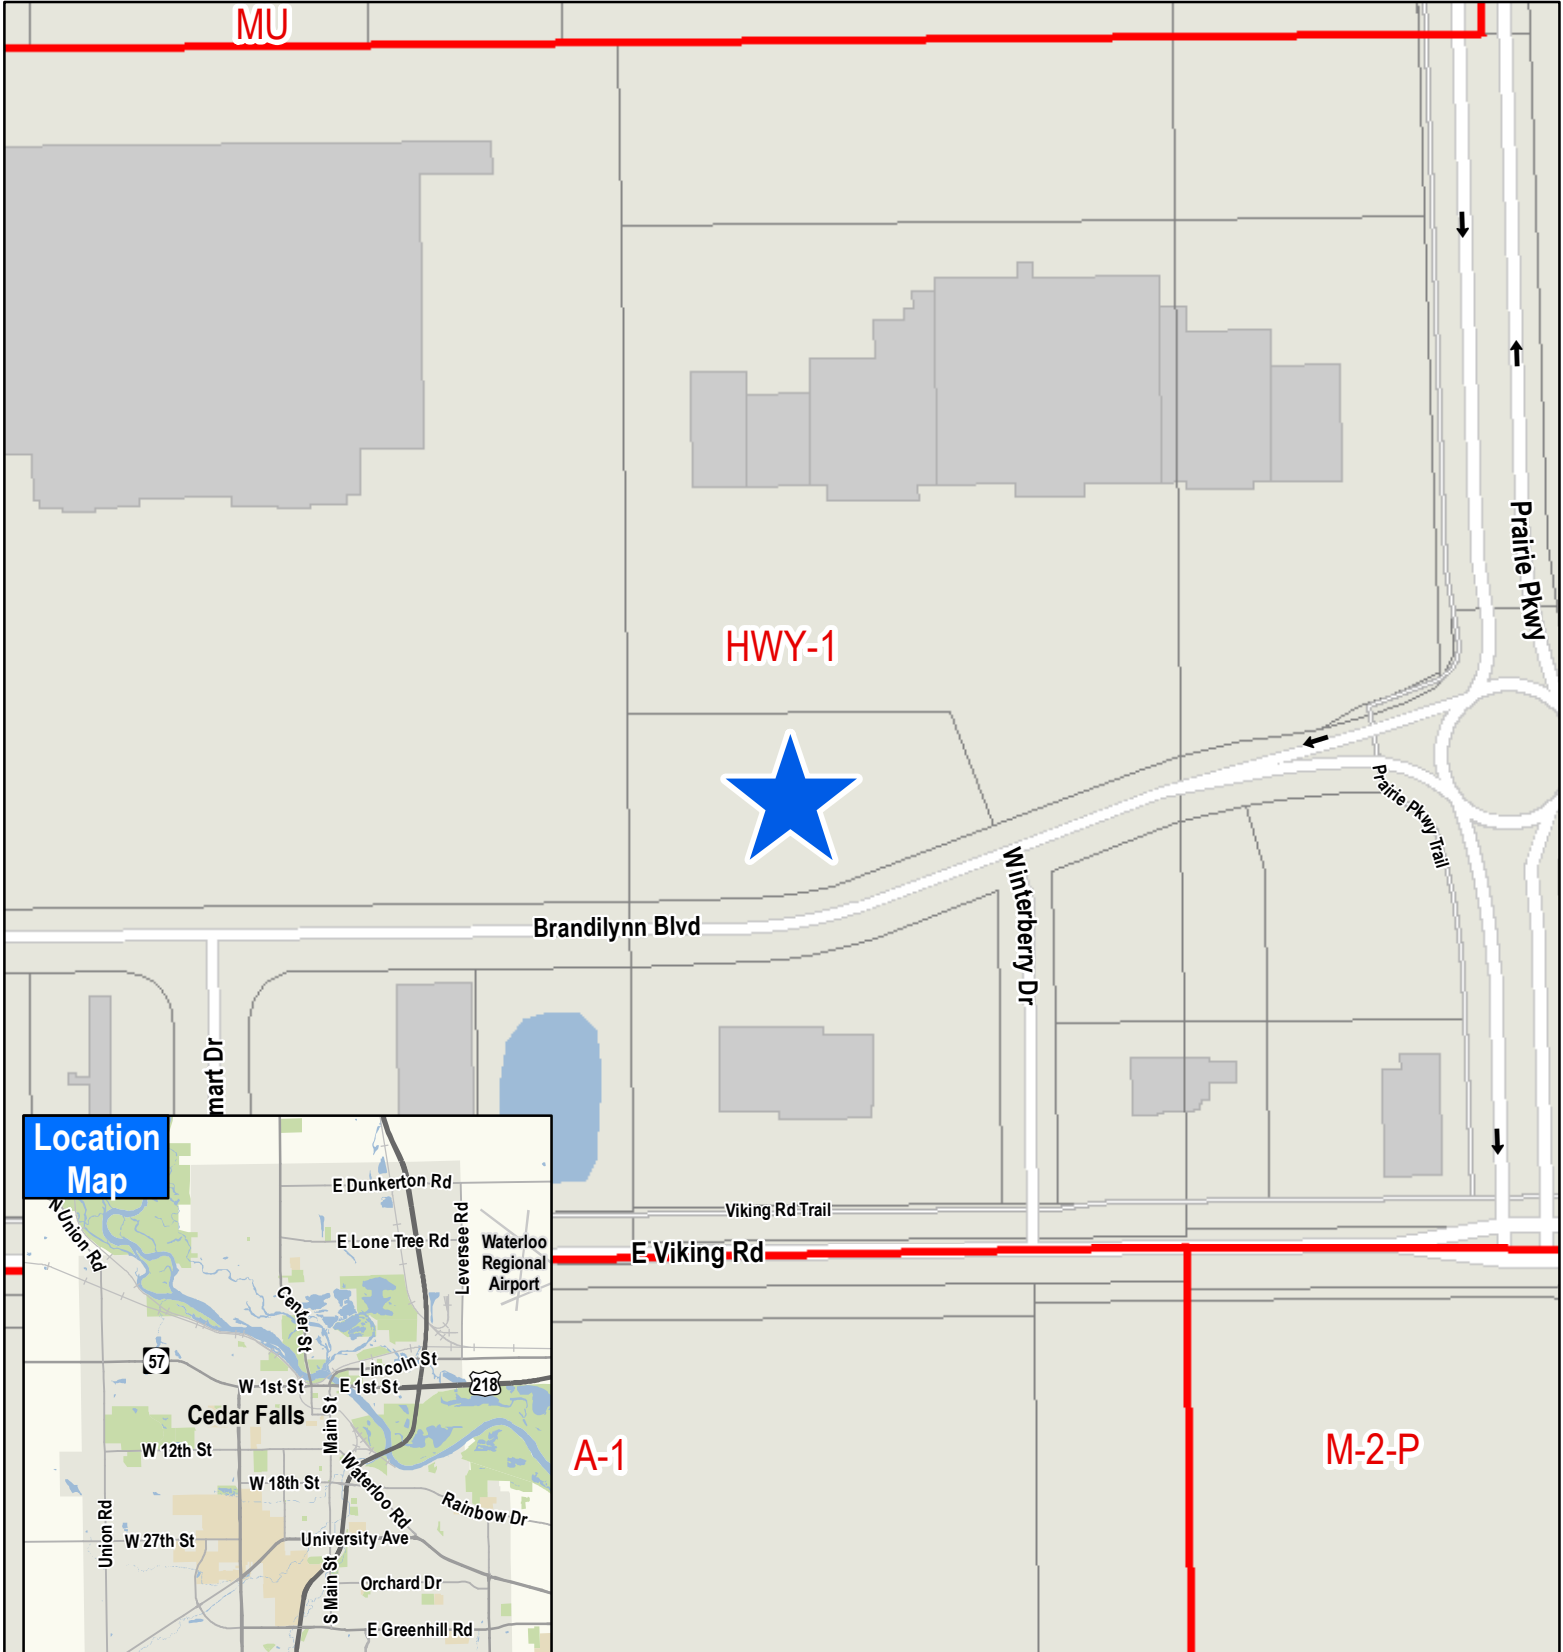 MU
Prairie Pkwy
HWY-1
Prairie Pkwy Trail
Winterberry Dr
Brandilynn Blvd
mart Dr
Viking Rd Trail
E Viking Rd
A-1
M-2-P
Location
Map
E Dunkerton Rd
N Union Rd
Leversee Rd
E Lone Tree Rd
Waterloo
Regional
Airport
Center St
57
Lincoln St
W 1st St
E 1st St
218
Cedar Falls
Main St
W 12th St
Waterloo Rd
W 18th St
Rainbow Dr
Union Rd
W 27th St
University Ave
S Main St
Orchard Dr
E Greenhill Rd